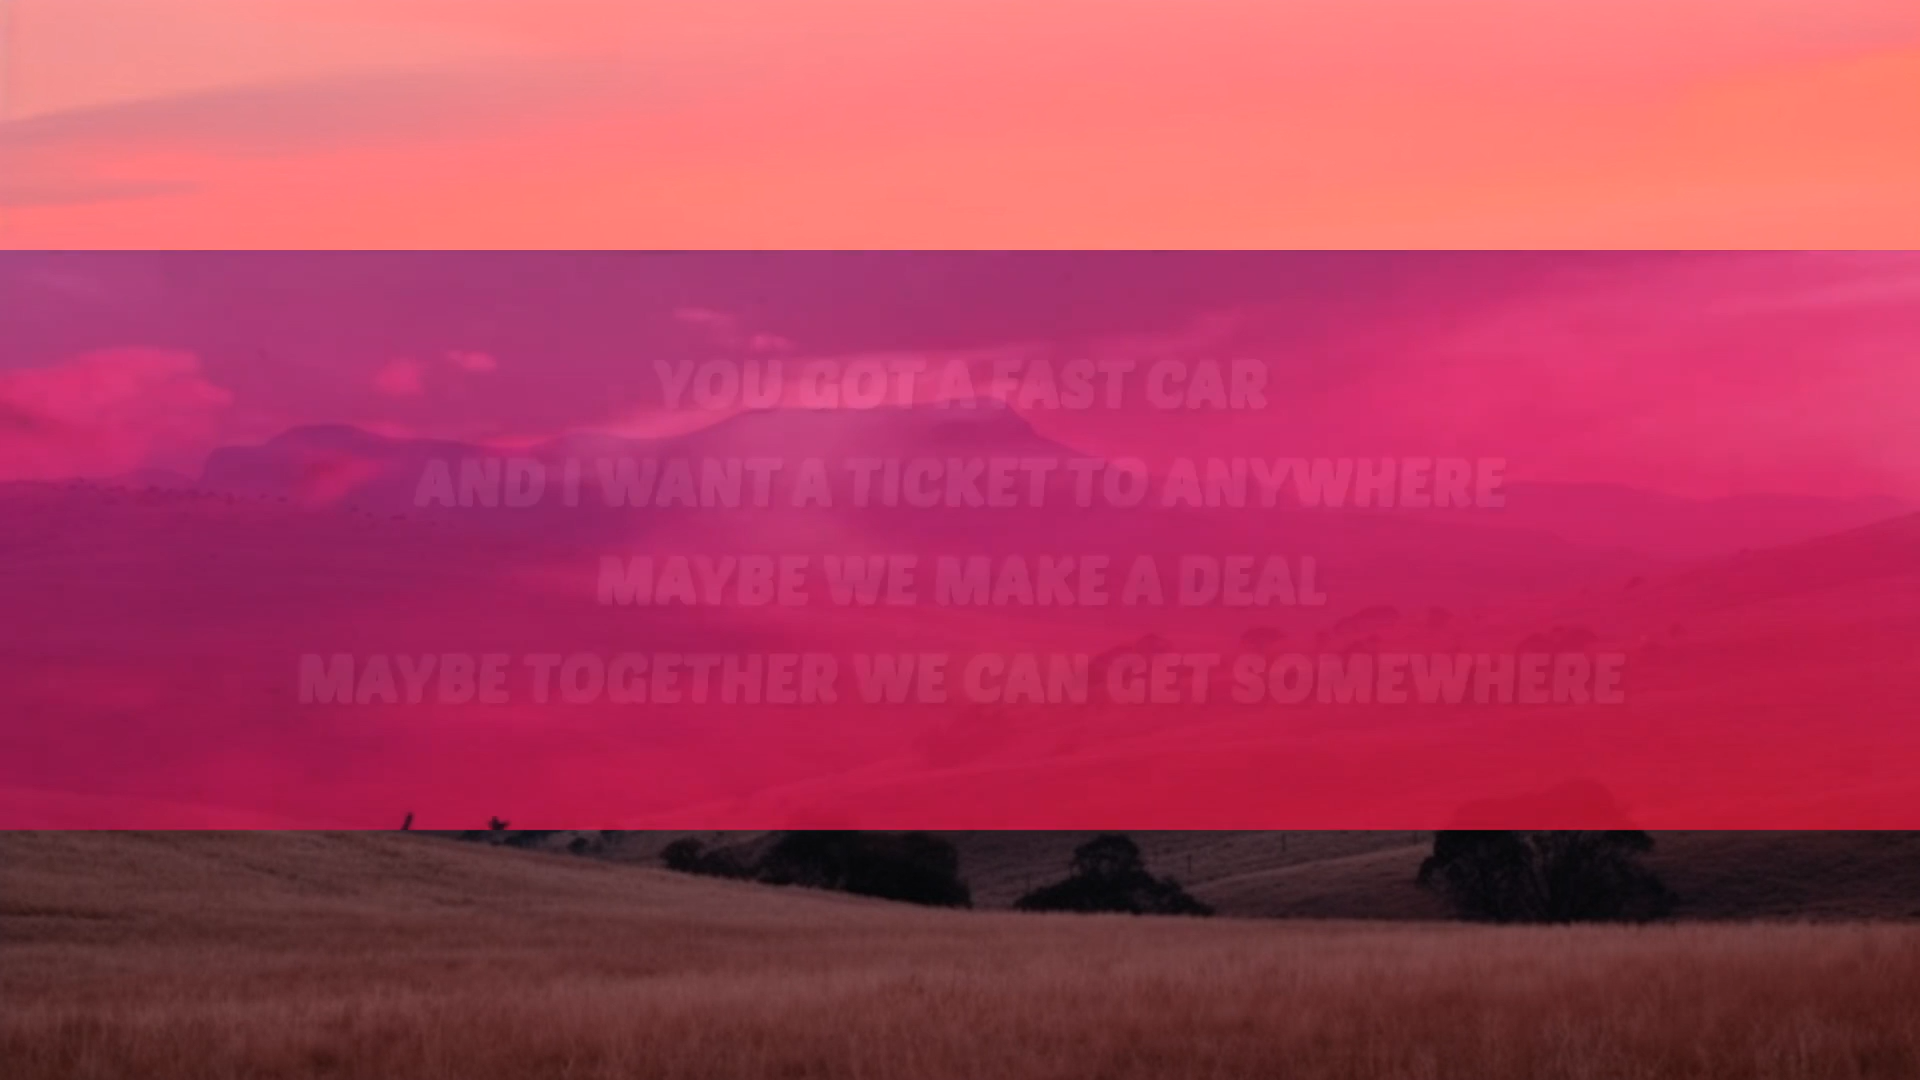 YOU GOT A FAST CAR
AND I WANT A TICKET TO ANYWHERE
MAYBE WE MAKE A DEAL
MAYBE TOGETHER WE CAN GET SOMEWHERE